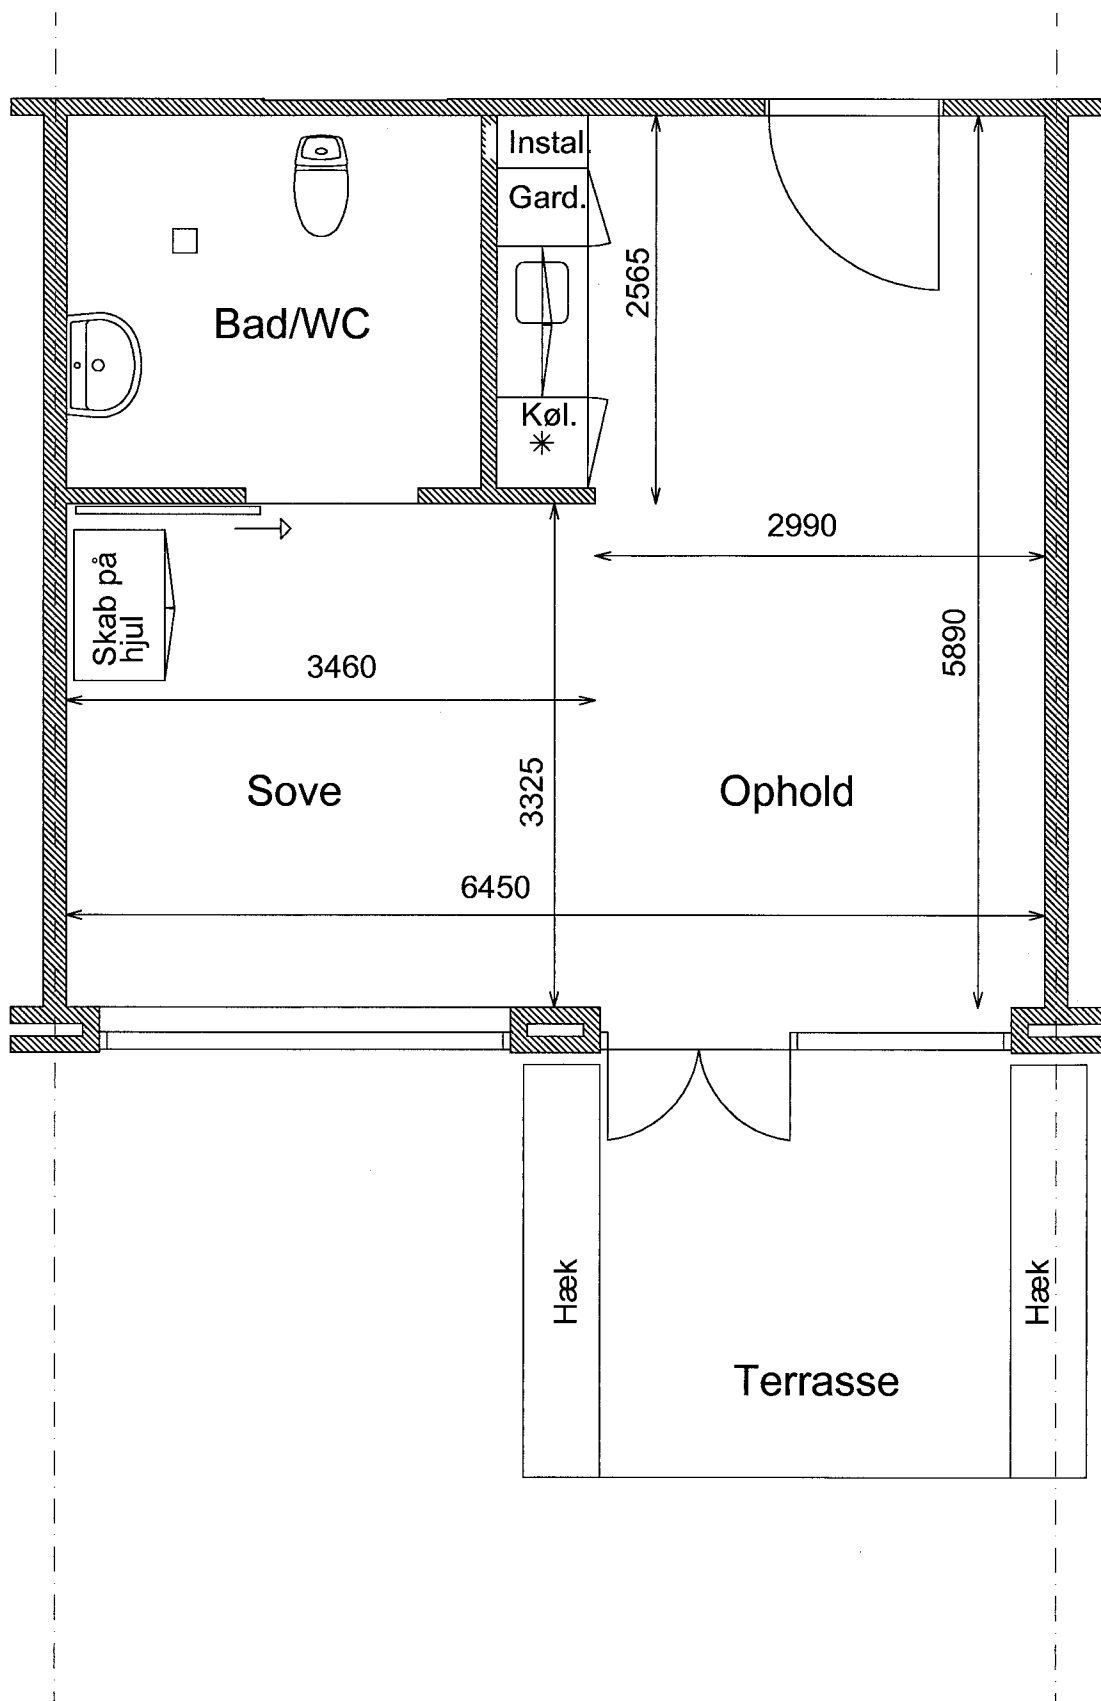 Instal.
Gard.
2565
Bad/WC
Køl.
2990
Skab på
hjul
5890
3460
3325
Sove
Ophold
6450
Hæk
Hæk
Terrasse